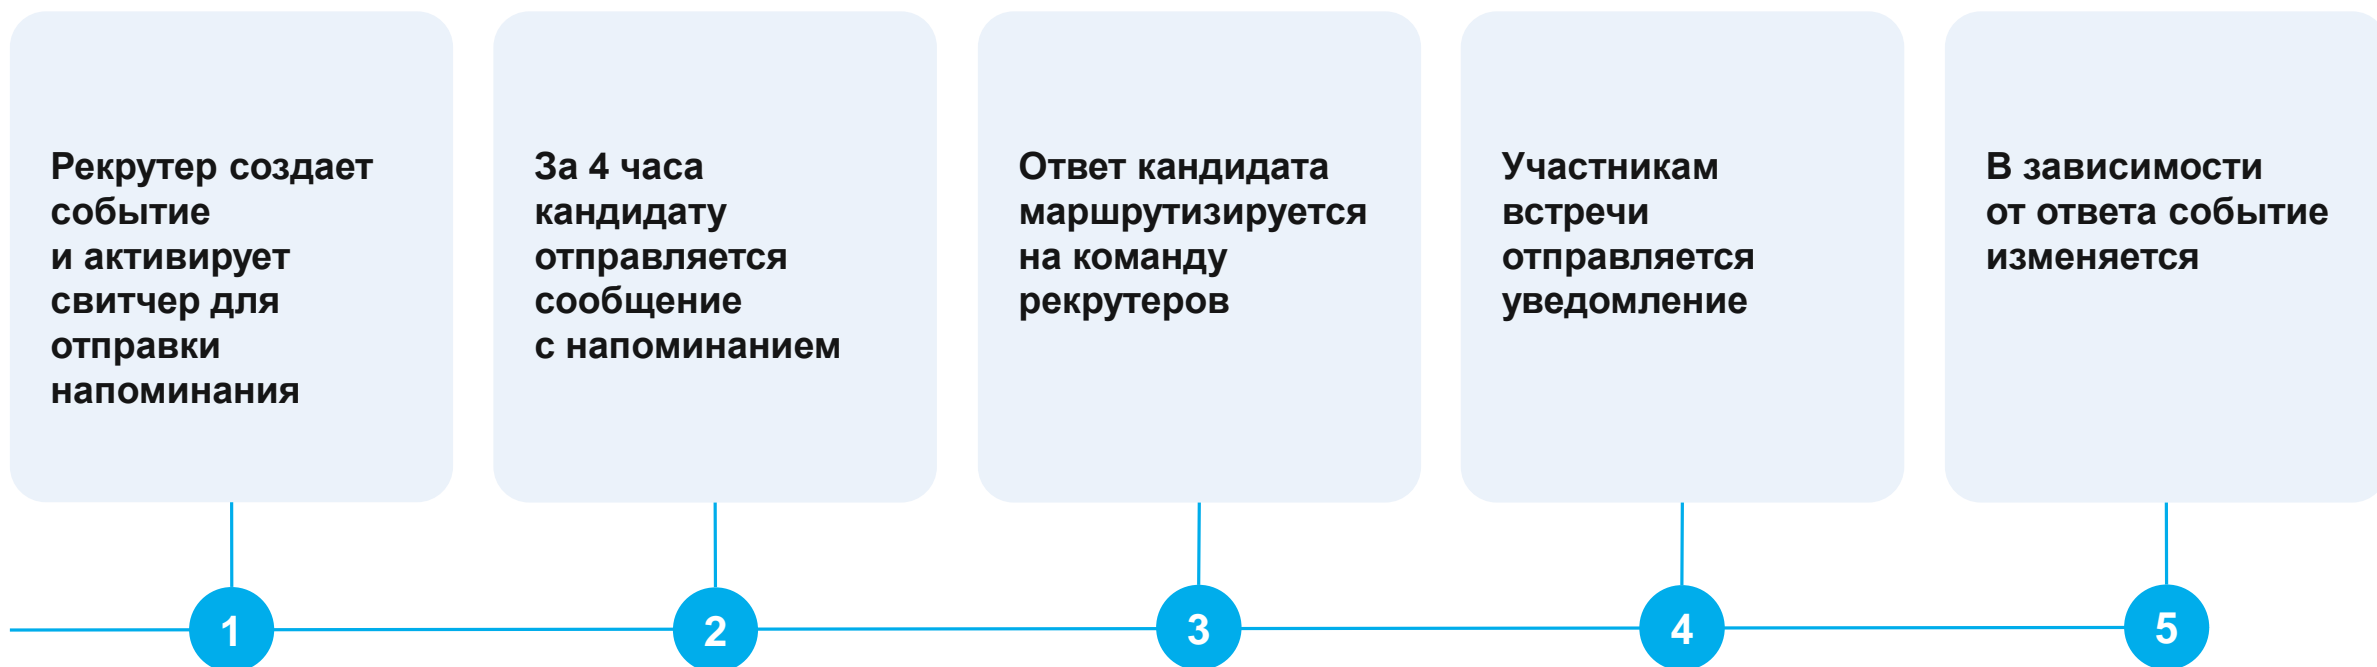 Рекрутер создает
событие
и активирует
свитчер для
отправки
напоминания
За 4 часа
кандидату
отправляется
сообщение
с напоминанием
Ответ кандидата
маршрутизируется
на команду
рекрутеров
Участникам
встречи
отправляется
уведомление
В зависимости
от ответа событие
изменяется
1
2
3
4
5